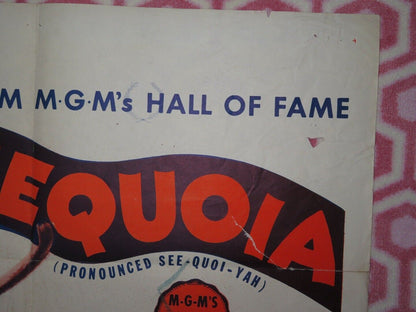 M M·G·M's HALL OF FAME
EQUOIA
(PRONOUNCED SEE-QUOI-YAH)
M-G-M'S